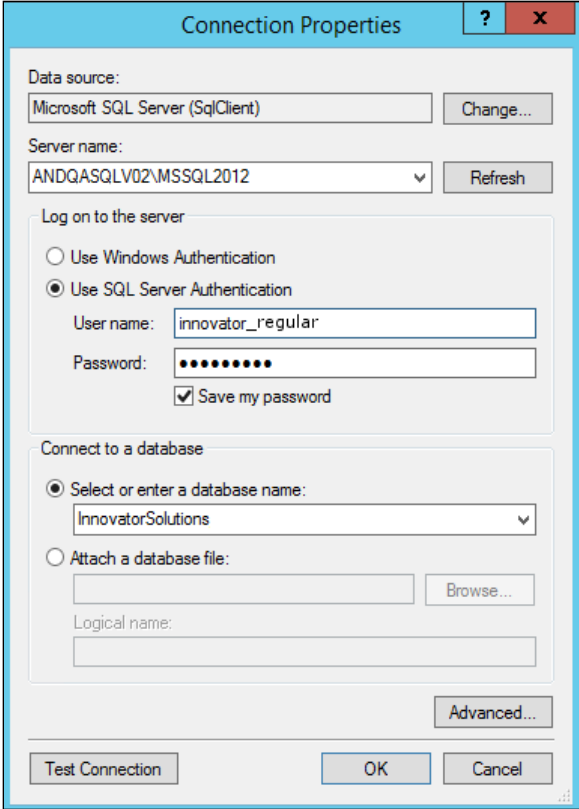 Connection Properties
?
x
Data source:
Microsoft SQL Server (SqlClient)
Change...
Server name:
ANDQASQLV02\MSSQL2012
Refresh
Log on to the server
Use Windows Authentication
Use SQL Server Authentication
User name:
innovator_regular
Password:
●●●●●●●●●
Save my password
Connect to a database
Select or enter a database name:
InnovatorSolutions
Attach a database file:
Browse...
Logical name:
Advanced...
Test Connection
OK
Cancel